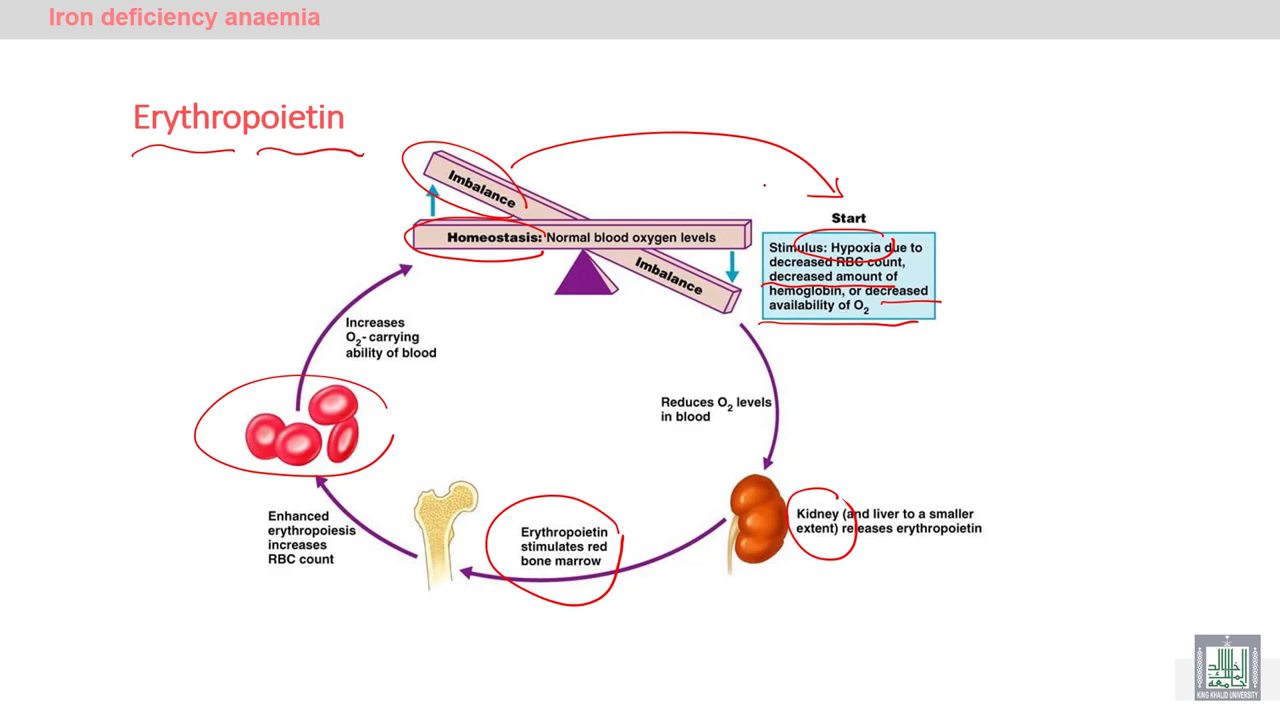 Iron deficiency anaemia
Erythropoietin
Imbalance
Homeostasis: Normal blood oxygen levels
Imbalance
Start
Stimulus: Hypoxia due to
decreased RBC count,
decreased amount of
hemoglobin, or decreased
availability of O2
Increases
O2- carrying
ability of blood
Reduces O2 levels
in blood
Kidney (and liver to a smaller
extent) releases erythropoietin
Erythropoietin
stimulates red
bone marrow
Enhanced
erythropoiesis
increases
RBC count
KING KHALID UNIVERSITY